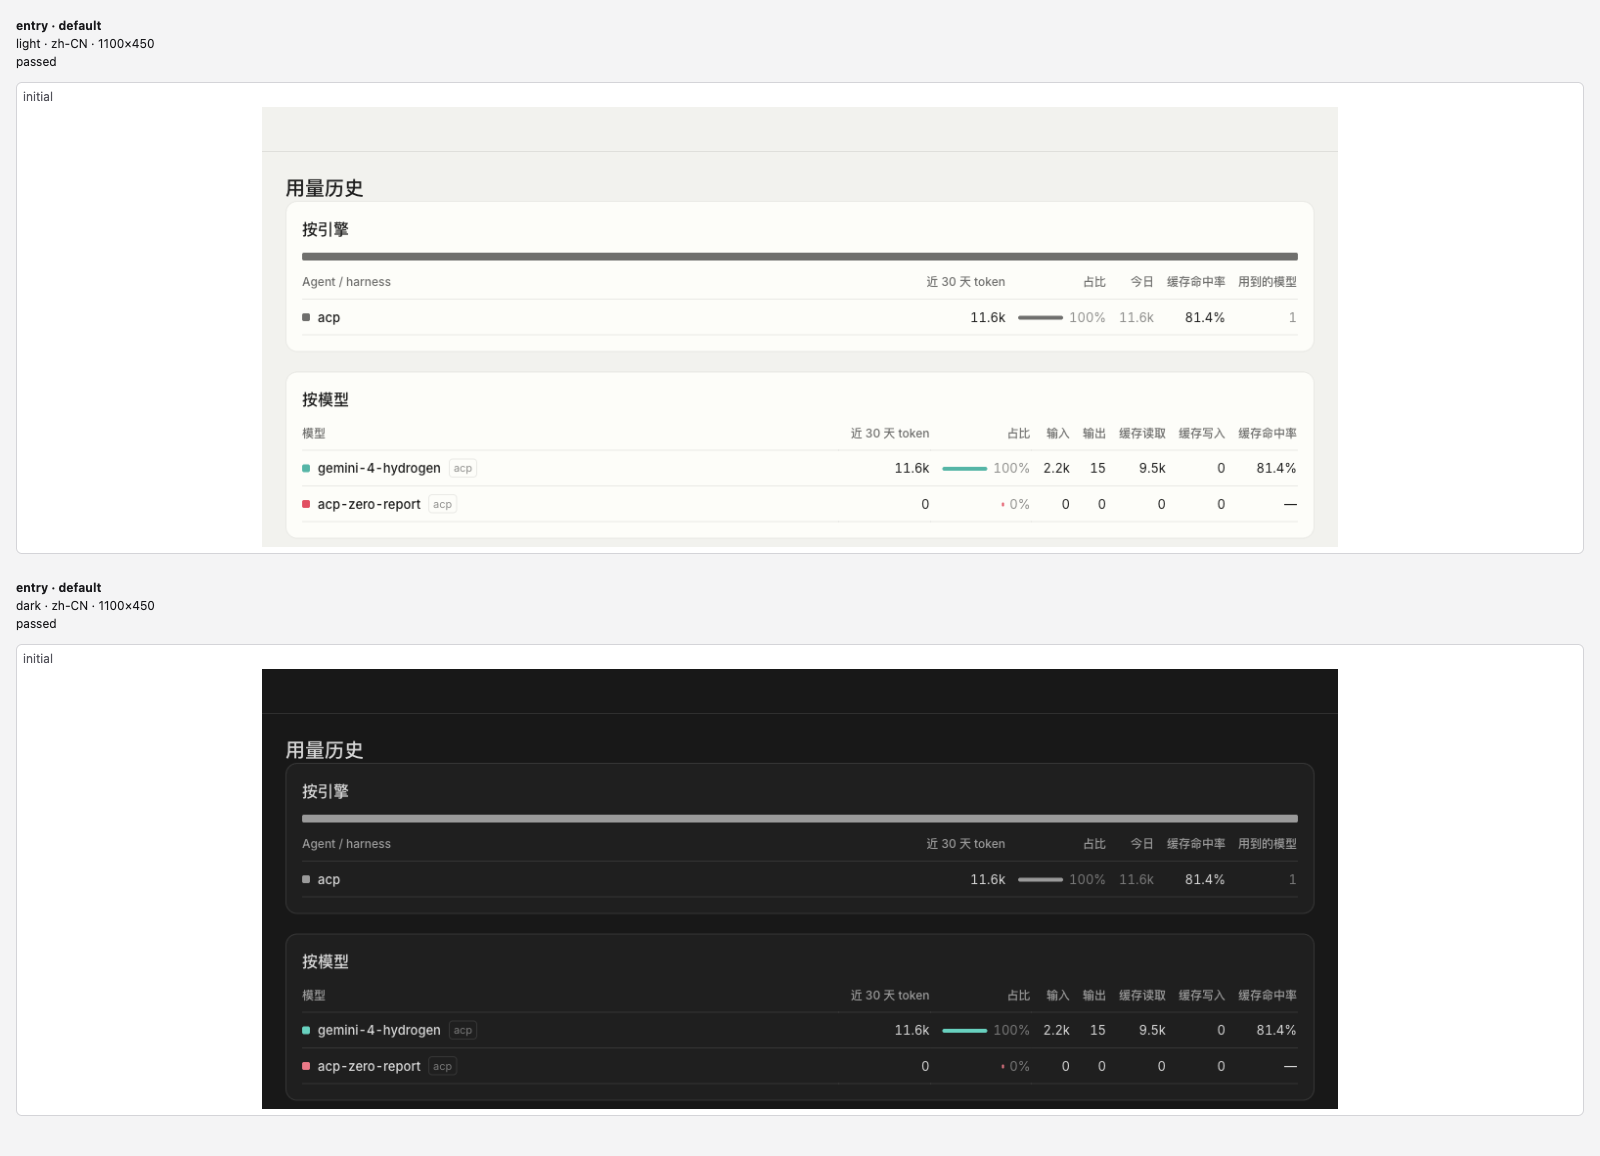 entry · default
light · zh-CN · 1100×450
passed
initial
用量历史
按引擎
Agent / harness 近 30 天 token 占比 今日 缓存命中率 用到的模型
acp 11.6k 100% 11.6k 81.4% 1
按模型
模型 近 30 天 token 占比 输入 输出 缓存读取 缓存写入 缓存命中率
gemini-4-hydrogen acp 11.6k 100% 2.2k 15 9.5k 0 81.4%
acp-zero-report acp 0 0% 0 0 0 0 —
entry · default
dark · zh-CN · 1100×450
passed
initial
用量历史
按引擎
Agent / harness 近 30 天 token 占比 今日 缓存命中率 用到的模型
acp 11.6k 100% 11.6k 81.4% 1
按模型
模型 近 30 天 token 占比 输入 输出 缓存读取 缓存写入 缓存命中率
gemini-4-hydrogen acp 11.6k 100% 2.2k 15 9.5k 0 81.4%
acp-zero-report acp 0 0% 0 0 0 0 —